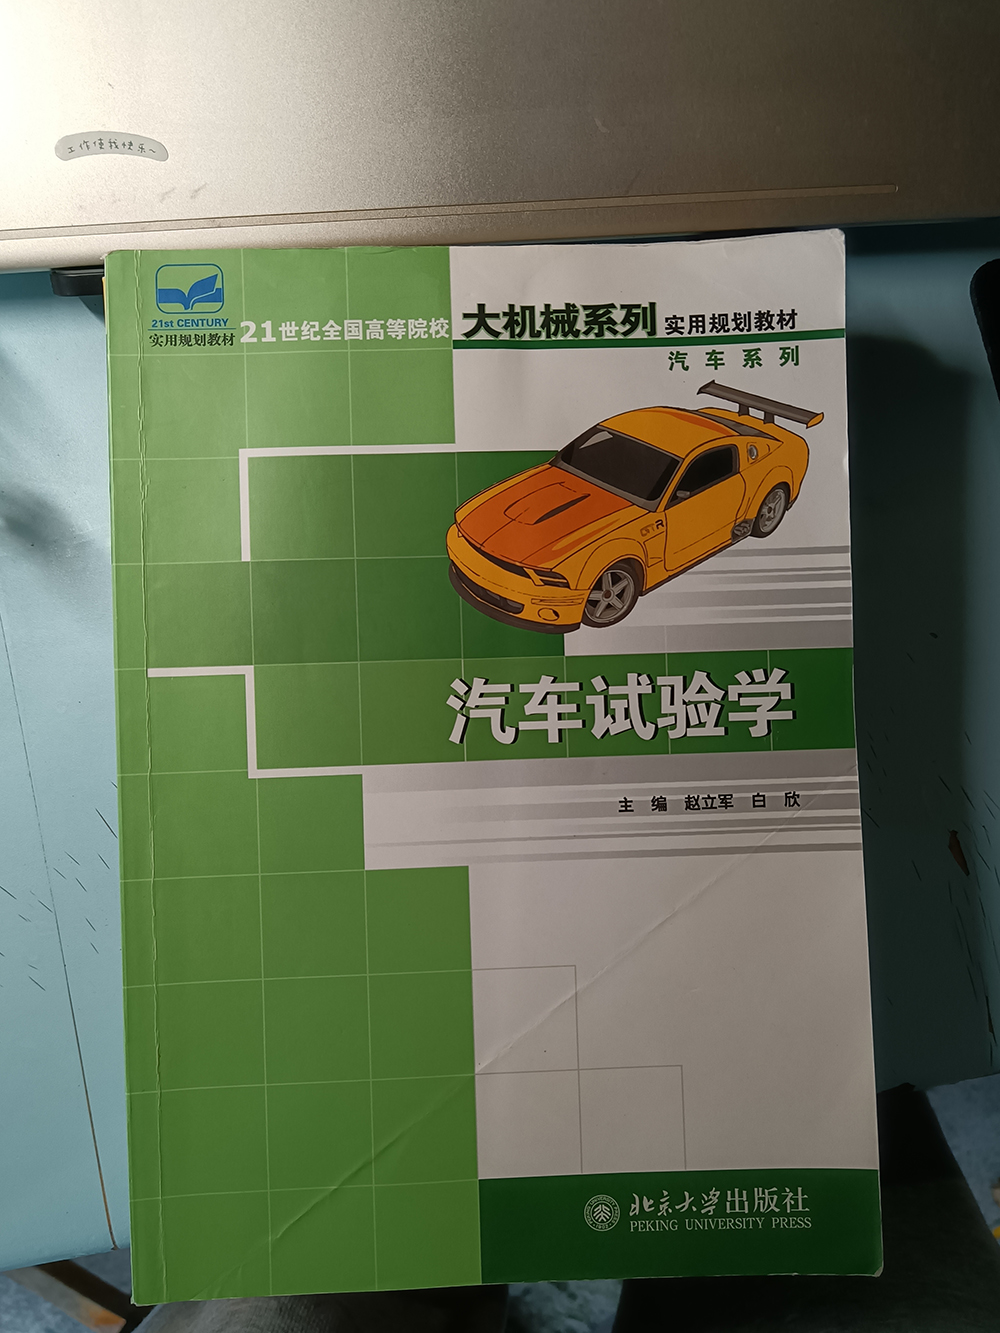 工作使我快乐~
21st CENTURY
实用规划教材
21世纪全国高等院校 大机械系列 实用规划教材
汽车系列
GTR
汽车试验学
主编 赵立军 白欣
北京大学出版社
PEKING UNIVERSITY PRESS